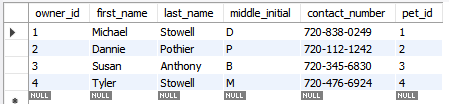 owner_id first_name last_name middle_initial contact_number pet_id
1 Michael Stowell D 720-838-0249 1
2 Dannie Pothier P 720-112-1242 2
3 Susan Anthony B 720-345-6830 3
4 Tyler Stowell M 720-476-6924 4
NULL NULL NULL NULL NULL NULL